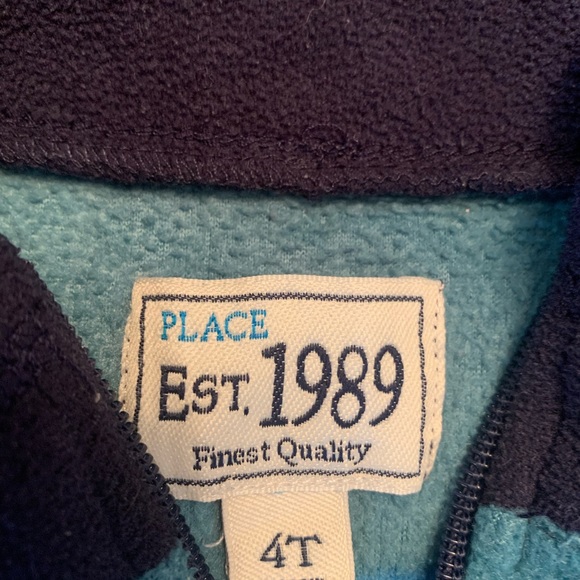 PLACE
EST. 1989
Finest Quality
4T